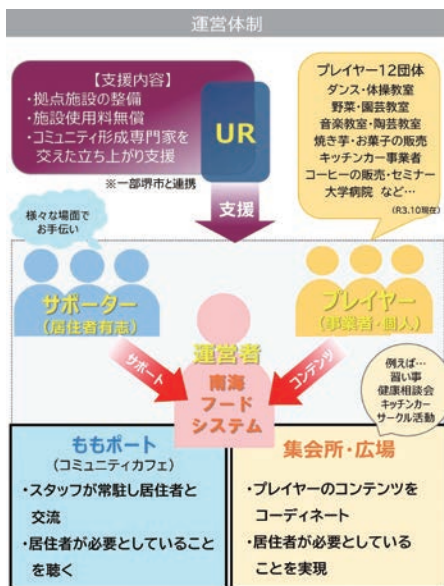 運営体制
【支援内容】
・拠点施設の整備
・施設使用料無償
・コミュニティ形成専門家を
交えた立ち上がり支援
UR
※一部堺市と連携
支援
プレイヤー12団体
ダンス・体操教室
野菜・園芸教室
音楽教室・陶芸教室
焼き芋・お菓子の販売
キッチンカー事業者
コーヒーの販売・セミナー
大学病院 など…
(R3.10現在)
様々な場面で
お手伝い
サポーター
(居住者有志)
プレイヤー
(事業者・個人)
運営者
南海
フード
システム
サポート
コンテンツ
例えば…
習い事
健康相談会
キッチンカー
サークル活動
ももポート
(コミュニティカフェ)
・スタッフが常駐し居住者と
交流
・居住者が必要としていること
を聴く
集会所・広場
・プレイヤーのコンテンツを
コーディネート
・居住者が必要としている
ことを実現